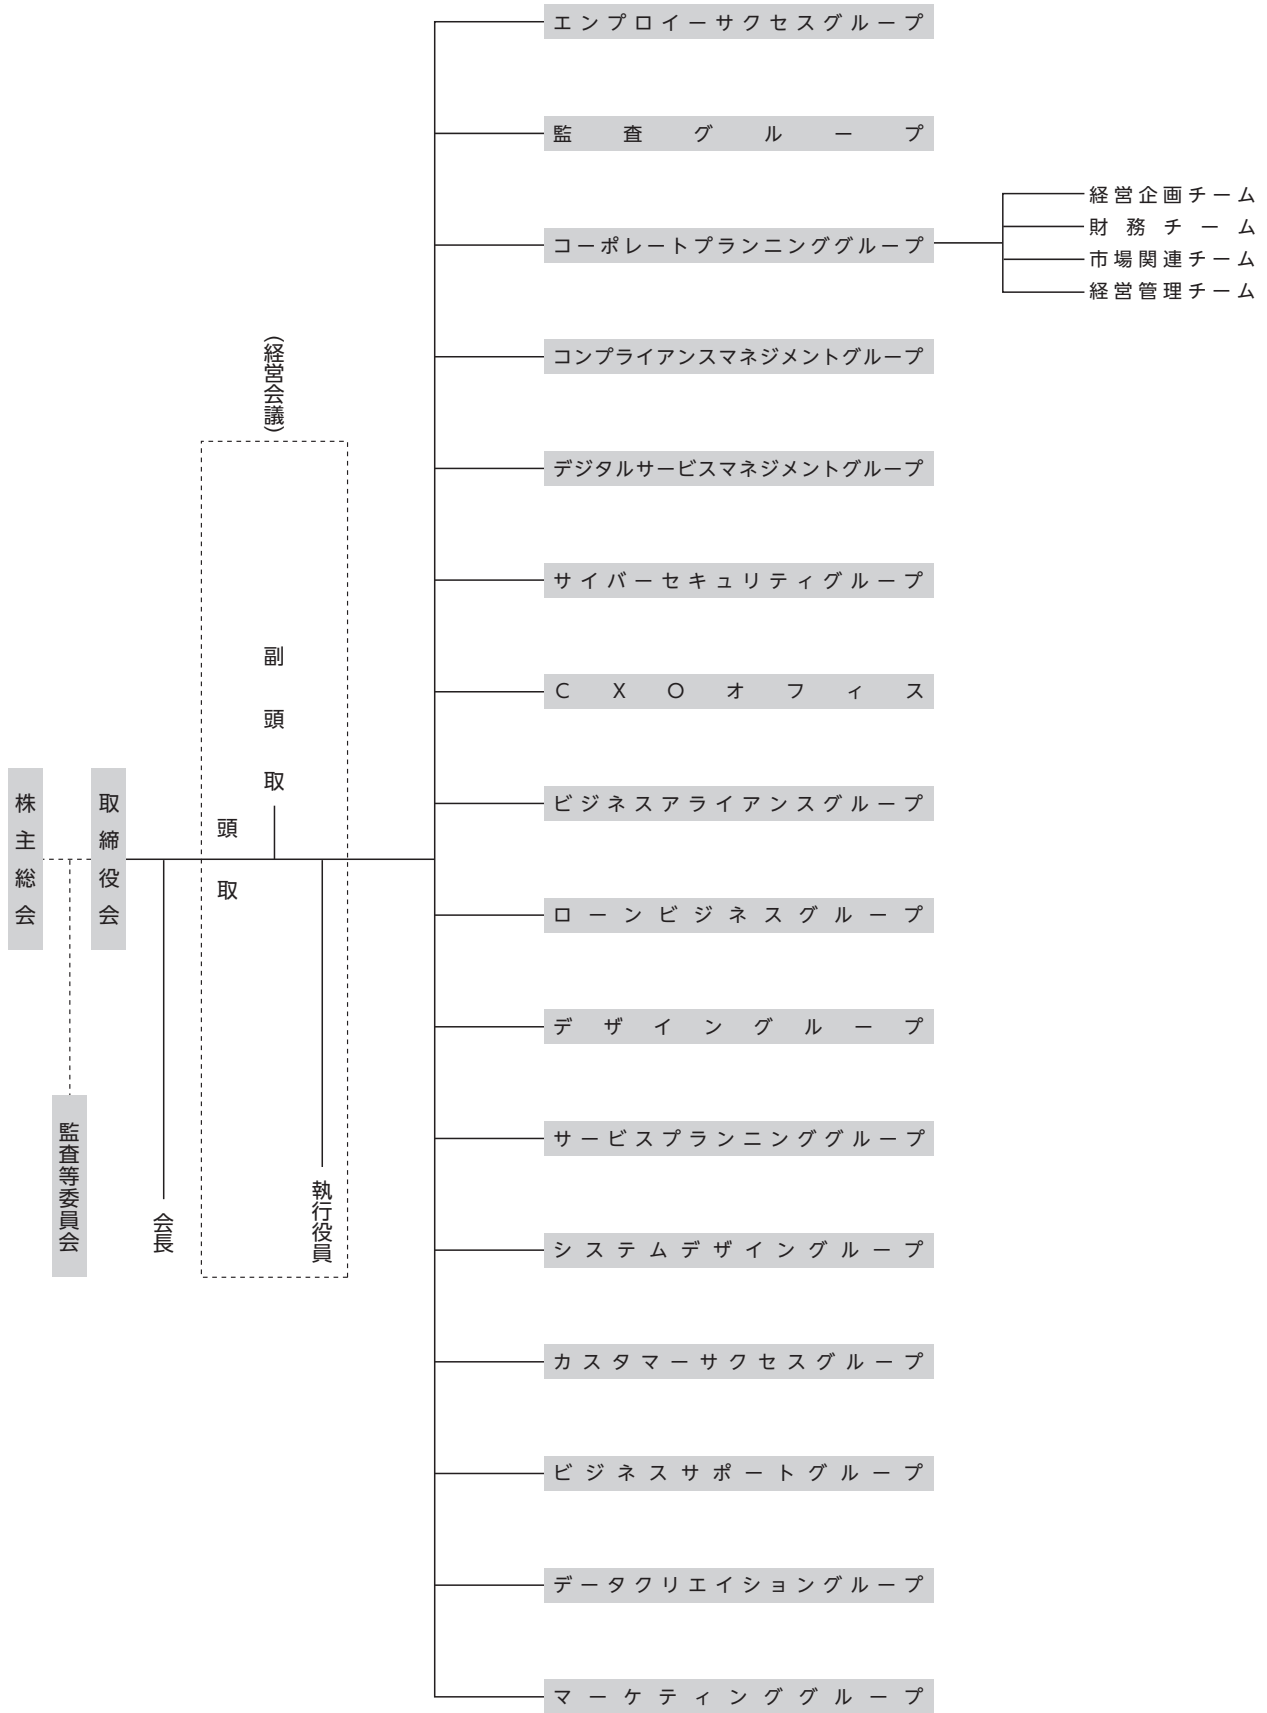 株主総会
取締役会
監査等委員会
会長
(経営会議)
頭取
副頭取
執行役員
エンプロイーサクセスグループ
監査グループ
コーポレートプランニンググループ
経営企画チーム
財務チーム
市場関連チーム
経営管理チーム
コンプライアンスマネジメントグループ
デジタルサービスマネジメントグループ
サイバーセキュリティグループ
CXOオフィス
ビジネスアライアンスグループ
ローンビジネスグループ
デザイングループ
サービスプランニンググループ
システムデザイングループ
カスタマーサクセスグループ
ビジネスサポートグループ
データクリエイショングループ
マーケティンググループ